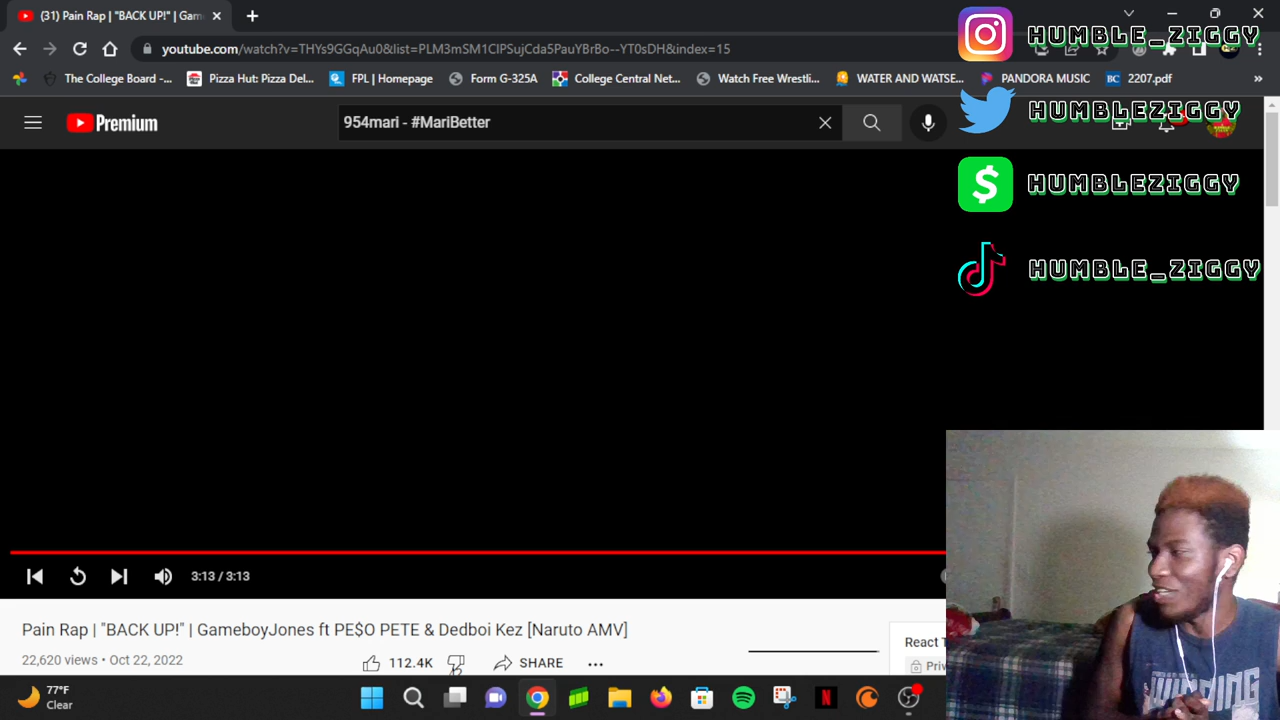 (31) Pain Rap | "BACK UP!" | Gam
youtube.com/watch?v=THYs9GGqAu0&list=PLM3mSM1CIPSujCda5PauYBrBo--YT0sDH&index=15
The College Board -...
Pizza Hut: Pizza Del...
FPL | Homepage
Form G-325A
College Central Net...
Watch Free Wrestli...
WATER AND WATSE...
PANDORA MUSIC
BC 2207.pdf
Premium
954mari - #MariBetter
HUMBLE_ZIGGY
HUMBLEZIGGY
$ HUMBLEZIGGY
HUMBLE_ZIGGY
3:13 / 3:13
Pain Rap | "BACK UP!" | GameboyJones ft PE$O PETE & Dedboi Kez [Naruto AMV]
22,620 views • Oct 22, 2022
112.4K
SHARE
React
77°F
Clear
N